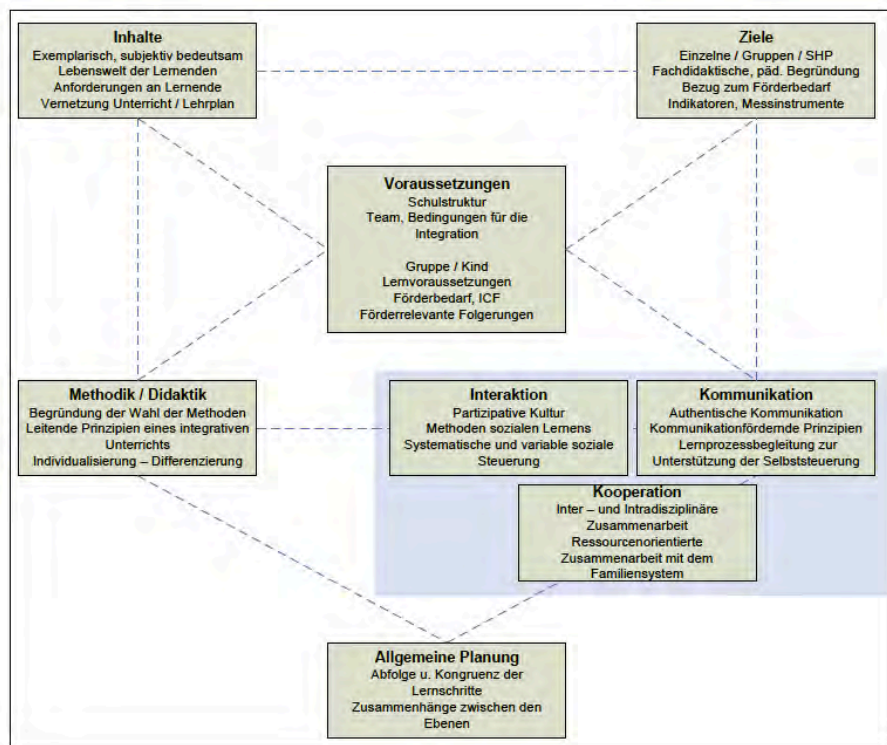 Inhalte
Exemplarisch, subjektiv bedeutsam
Lebenswelt der Lernenden
Anforderungen an Lernende
Vernetzung Unterricht / Lehrplan
Ziele
Einzelne / Gruppen / SHP
Fachdidaktische, päd. Begründung
Bezug zum Förderbedarf
Indikatoren, Messinstrumente
Voraussetzungen
Schulstruktur
Team, Bedingungen für die
Integration
Gruppe / Kind
Lernvoraussetzungen
Förderbedarf, ICF
Förderrelevante Folgerungen
Methodik / Didaktik
Begründung der Wahl der Methoden
Leitende Prinzipien eines integrativen
Unterrichts
Individualisierung – Differenzierung
Interaktion
Partizipative Kultur
Methoden sozialen Lernens
Systematische und variable soziale
Steuerung
Kommunikation
Authentische Kommunikation
Kommunikationfördernde Prinzipien
Lernprozessbegleitung zur
Unterstützung der Selbststeuerung
Kooperation
Inter – und Intradisziplinäre
Zusammenarbeit
Ressourcenorientierte
Zusammenarbeit mit dem
Familiensystem
Allgemeine Planung
Abfolge u. Kongruenz der
Lernschritte
Zusammenhänge zwischen den
Ebenen